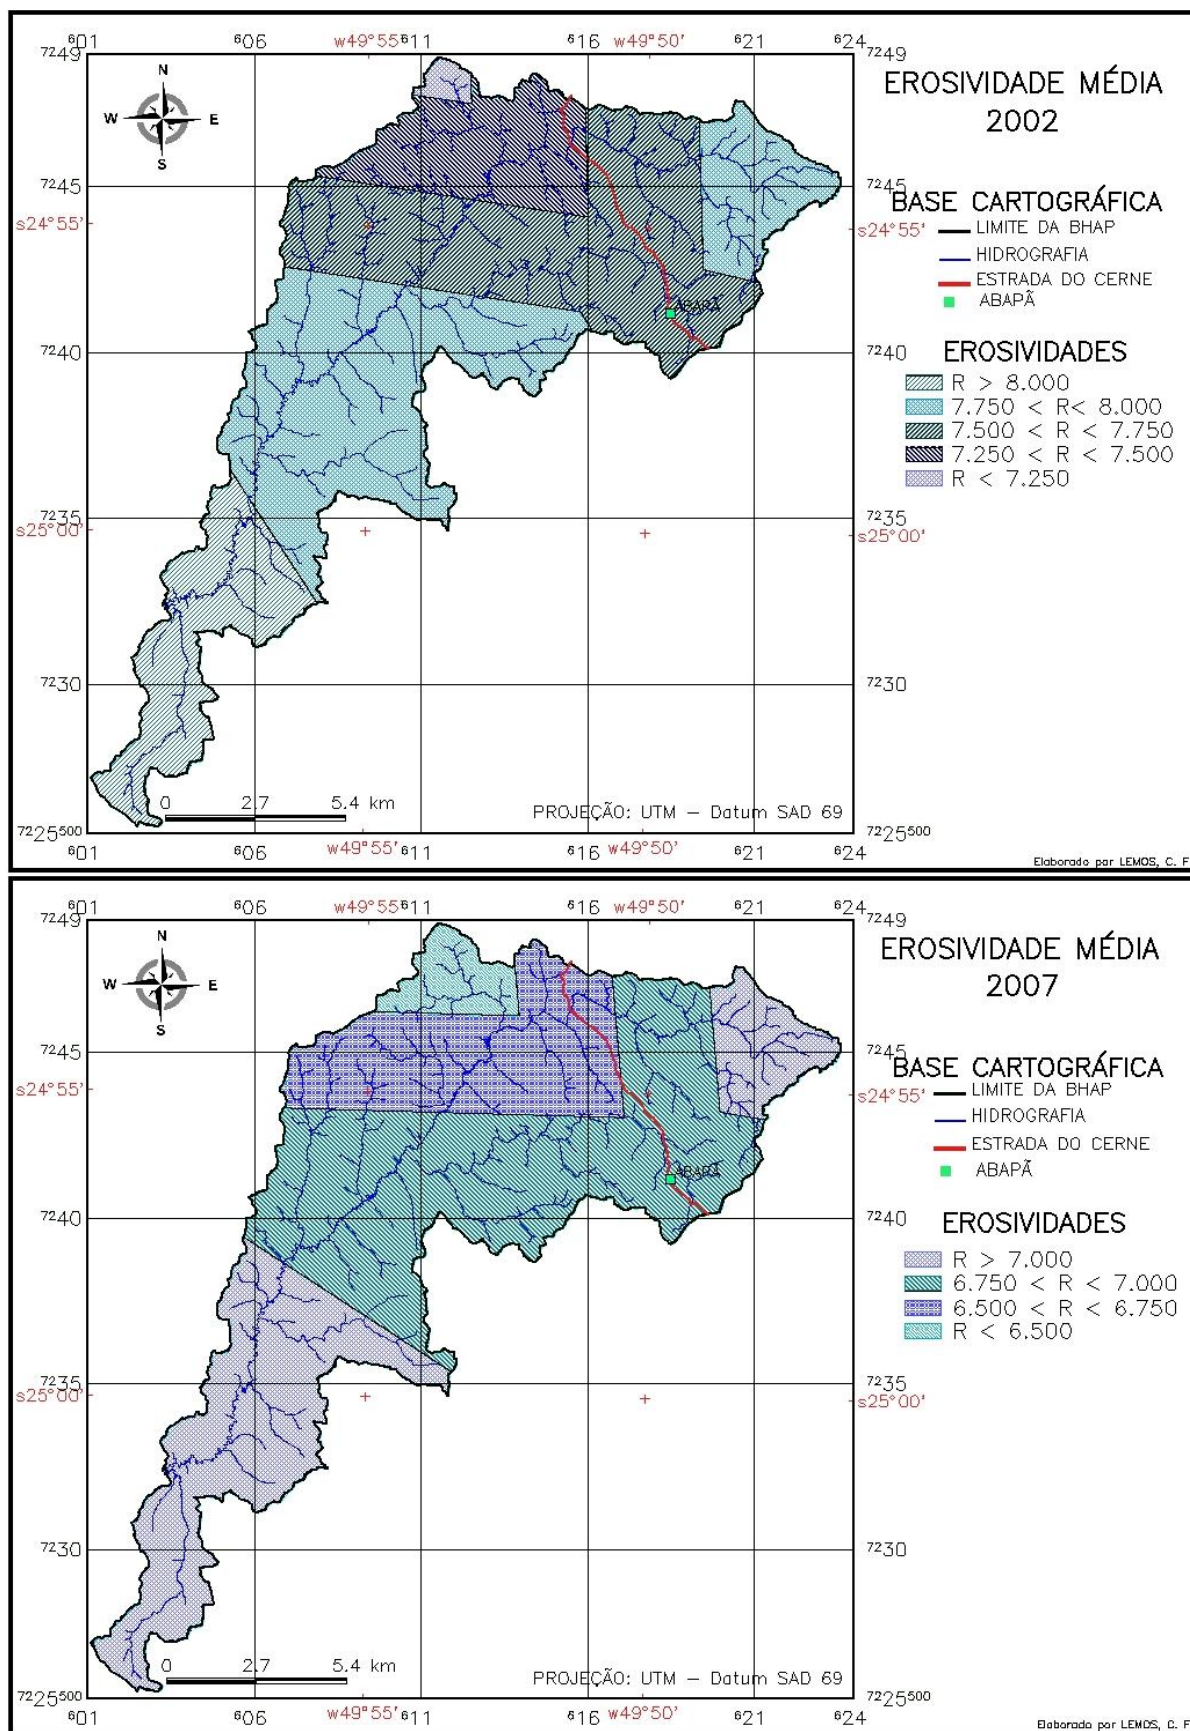 601 606 w49°55' 611 616 w49°50' 621 624
7249 7249
N
W E
S
EROSIVIDADE MÉDIA
2002
7245 7245
BASE CARTOGRÁFICA
s24°55' s24°55'
LIMITE DA BHAP
HIDROGRAFIA
ESTRADA DO CERNE
ABAPÃ
ABAPÃ
7240 7240
EROSIVIDADES
R > 8.000
7.750 < R< 8.000
7.500 < R < 7.750
7.250 < R < 7.500
R < 7.250
7235 7235
s25°00' s25°00'
7230 7230
0 2.7 5.4 km
PROJEÇÃO: UTM – Datum SAD 69
7225500 7225500
601 606 w49°55' 611 616 w49°50' 621 624
Elaborado por LEMOS, C. F
601 606 w49°55' 611 616 w49°50' 621 624
7249 7249
N
W E
S
EROSIVIDADE MÉDIA
2007
7245 7245
BASE CARTOGRÁFICA
s24°55' s24°55'
LIMITE DA BHAP
HIDROGRAFIA
ESTRADA DO CERNE
ABAPÃ
ABAPÃ
7240 7240
EROSIVIDADES
R > 7.000
6.750 < R < 7.000
6.500 < R < 6.750
R < 6.500
7235 7235
s25°00' s25°00'
7230 7230
0 2.7 5.4 km
PROJEÇÃO: UTM – Datum SAD 69
7225500 7225500
601 606 w49°55' 611 616 w49°50' 621 624
Elaborado por LEMOS, C. F